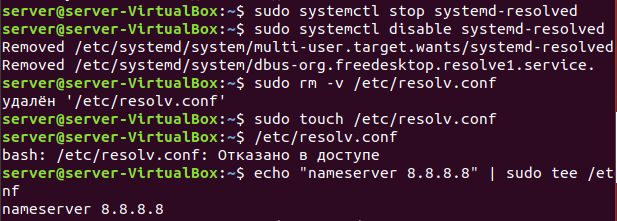 server@server-VirtualBox:~$ sudo systemctl stop systemd-resolved
server@server-VirtualBox:~$ sudo systemctl disable systemd-resolved
Removed /etc/systemd/system/multi-user.target.wants/systemd-resolved
Removed /etc/systemd/system/dbus-org.freedesktop.resolve1.service.
server@server-VirtualBox:~$ sudo rm -v /etc/resolv.conf
удалён '/etc/resolv.conf'
server@server-VirtualBox:~$ sudo touch /etc/resolv.conf
server@server-VirtualBox:~$ /etc/resolv.conf
bash: /etc/resolv.conf: Отказано в доступе
server@server-VirtualBox:~$ echo "nameserver 8.8.8.8" | sudo tee /et
nf
nameserver 8.8.8.8